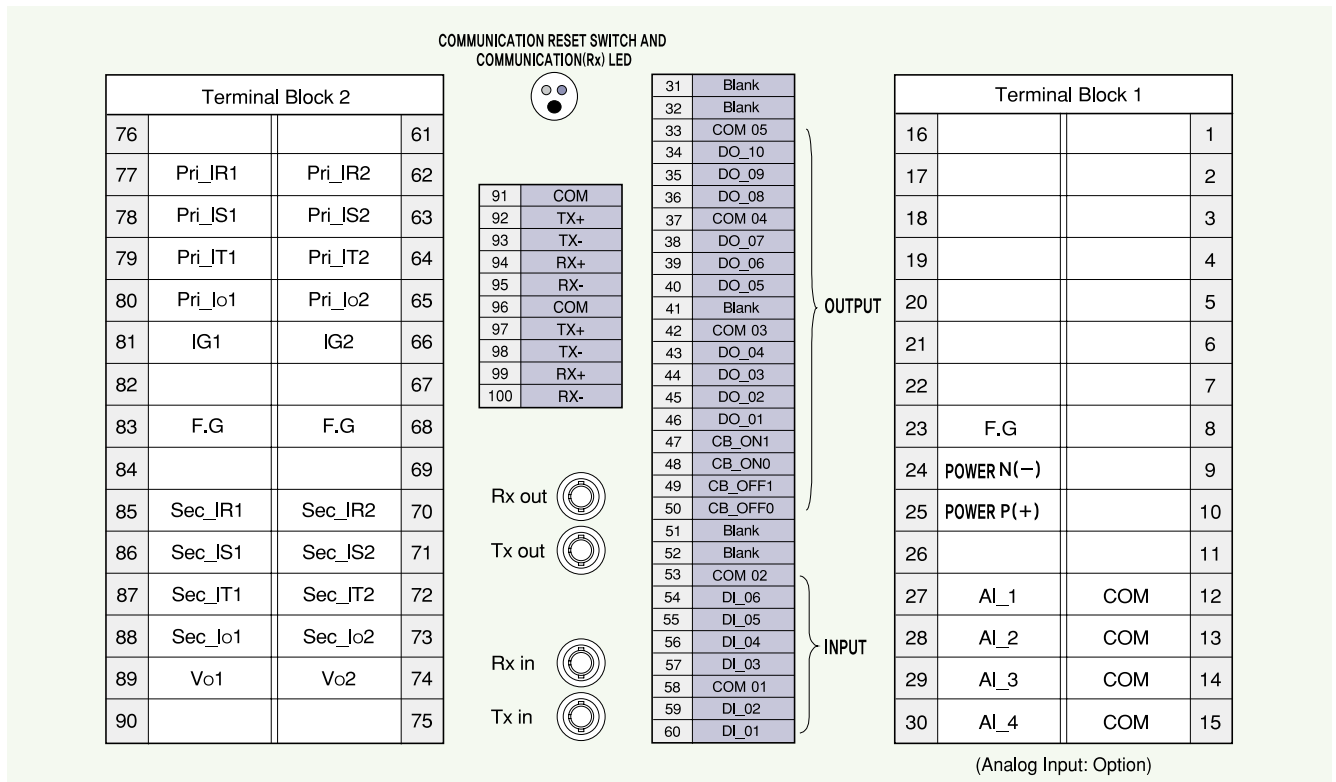 COMMUNICATION RESET SWITCH AND
COMMUNICATION(Rx) LED
Terminal Block 2
76 61
77 Pri_IR1 Pri_IR2 62
78 Pri_IS1 Pri_IS2 63
79 Pri_IT1 Pri_IT2 64
80 Pri_Io1 Pri_Io2 65
81 IG1 IG2 66
82 67
83 F.G F.G 68
84 69
85 Sec_IR1 Sec_IR2 70
86 Sec_IS1 Sec_IS2 71
87 Sec_IT1 Sec_IT2 72
88 Sec_Io1 Sec_Io2 73
89 Vo1 Vo2 74
90 75
91 COM
92 TX+
93 TX-
94 RX+
95 RX-
96 COM
97 TX+
98 TX-
99 RX+
100 RX-
Rx out
Tx out
Rx in
Tx in
31 Blank
32 Blank
33 COM 05
34 DO_10
35 DO_09
36 DO_08
37 COM 04
38 DO_07
39 DO_06
40 DO_05
41 Blank
42 COM 03
43 DO_04
44 DO_03
45 DO_02
46 DO_01
47 CB_ON1
48 CB_ON0
49 CB_OFF1
50 CB_OFF0
51 Blank
52 Blank
53 COM 02
54 DI_06
55 DI_05
56 DI_04
57 DI_03
58 COM 01
59 DI_02
60 DI_01
OUTPUT
INPUT
Terminal Block 1
16 1
17 2
18 3
19 4
20 5
21 6
22 7
23 F.G 8
24 POWER N(−) 9
25 POWER P(+) 10
26 11
27 AI_1 COM 12
28 AI_2 COM 13
29 AI_3 COM 14
30 AI_4 COM 15
(Analog Input: Option)